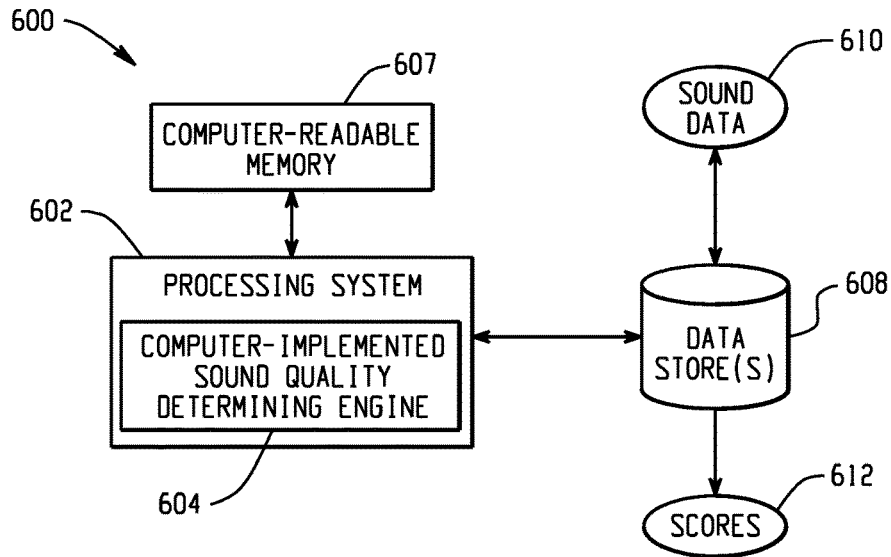 600
607
COMPUTER-READABLE
MEMORY
610
SOUND
DATA
602
PROCESSING SYSTEM
COMPUTER-IMPLEMENTED
SOUND QUALITY
DETERMINING ENGINE
604
608
DATA
STORE(S)
612
SCORES